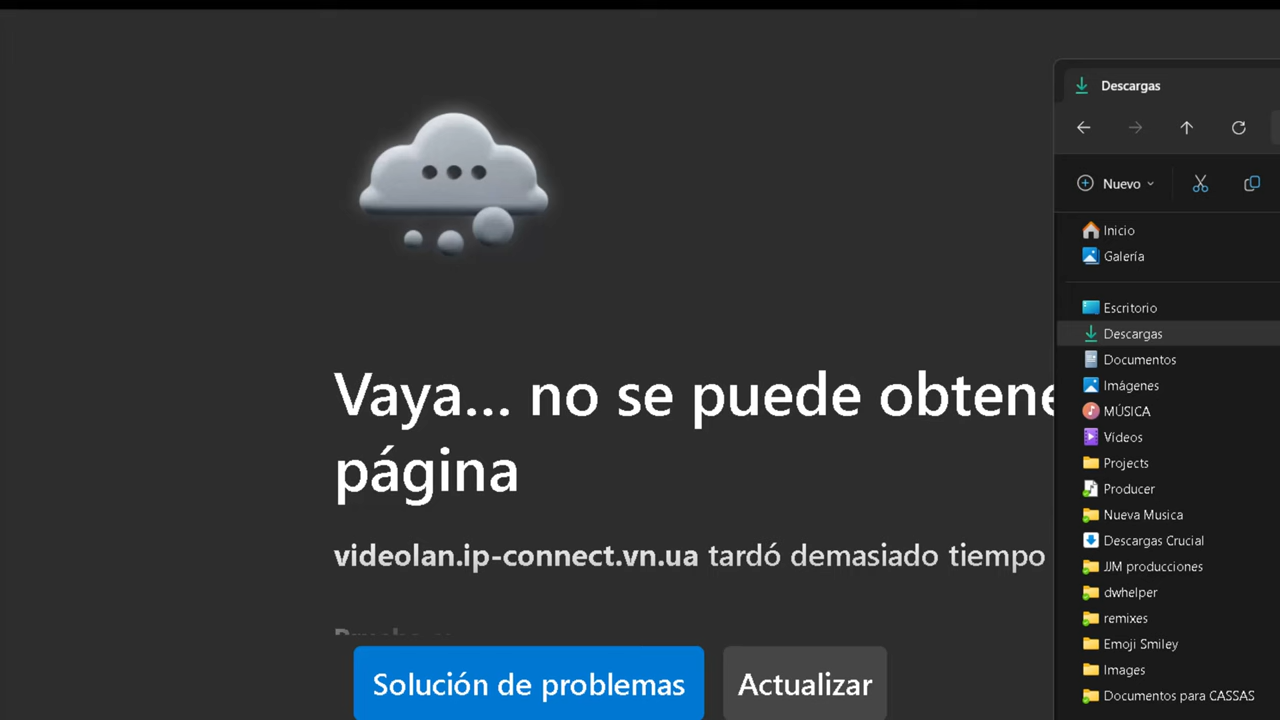 Vaya... no se puede obtene
página
videolan.ip-connect.vn.ua tardó demasiado tiempo
Solución de problemas
Actualizar
Descargas
Nuevo
Inicio
Galería
Escritorio
Descargas
Documentos
Imágenes
MÚSICA
Vídeos
Projects
Producer
Nueva Musica
Descargas Crucial
JJM producciones
dwhelper
remixes
Emoji Smiley
Images
Documentos para CASSAS